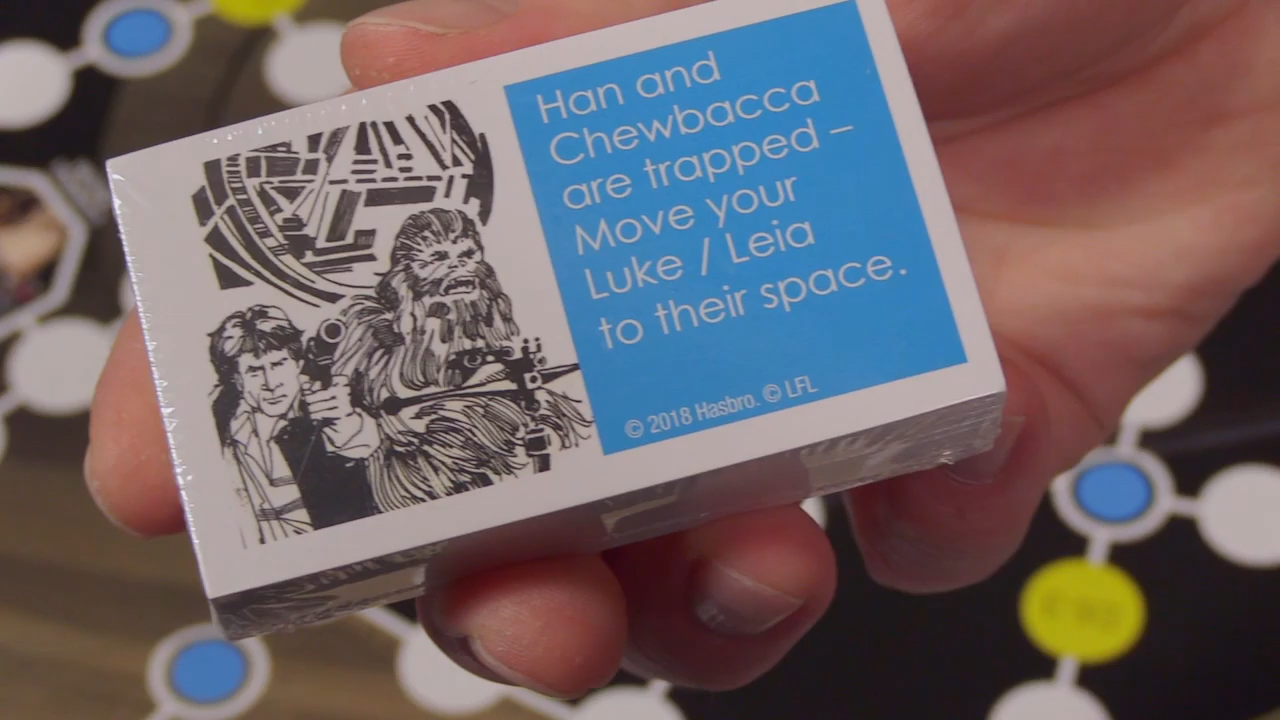 Han and
Chewbacca
are trapped –
Move your
Luke / Leia
to their space.
© 2018 Hasbro. © LFL